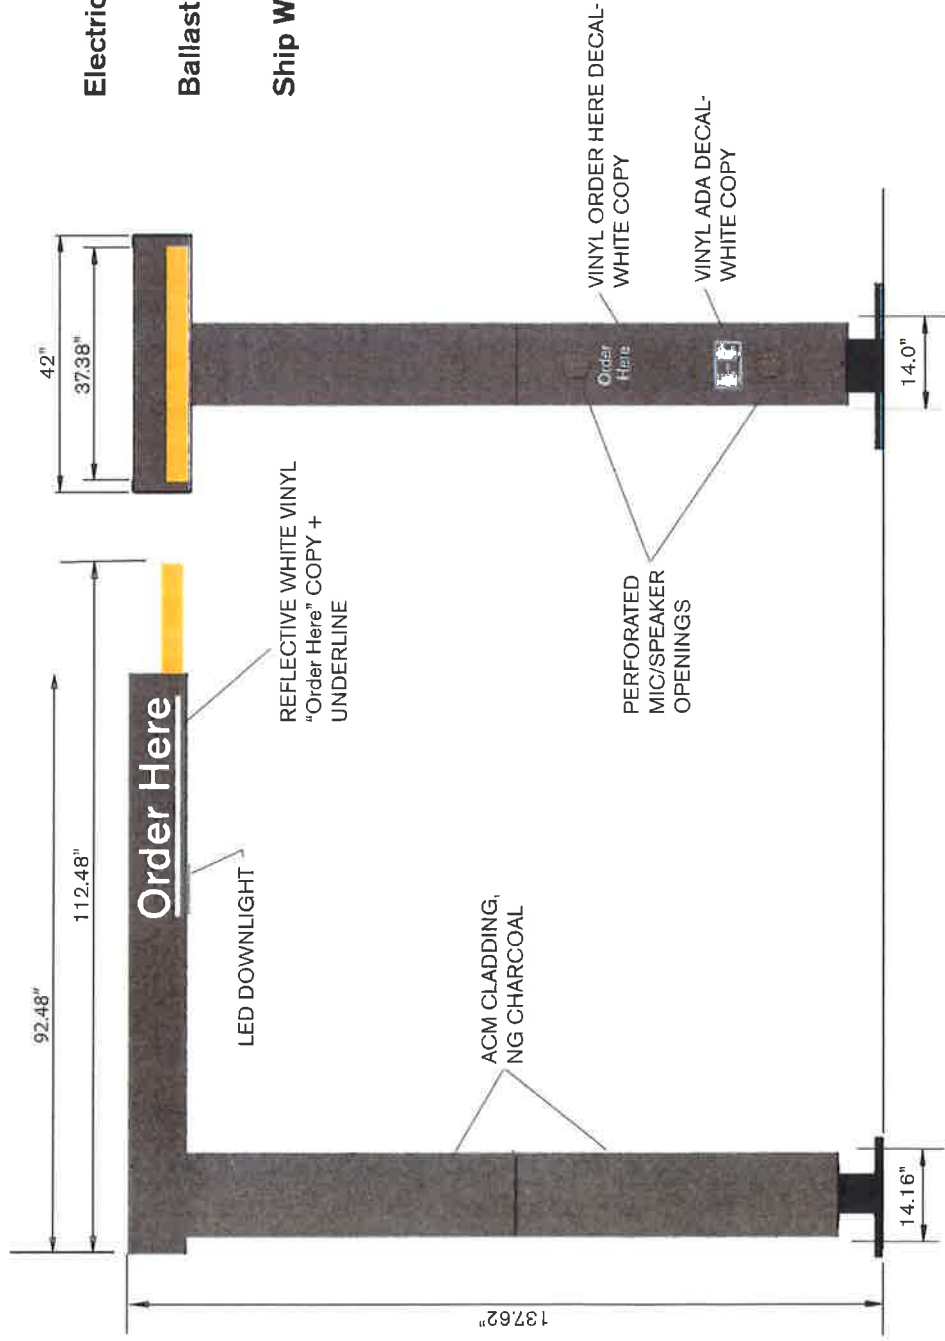 Electric
Ballast
Ship W
42"
37.38"
92.48"
112.48"
137.62"
Order Here
REFLECTIVE WHITE VINYL
"Order Here" COPY +
UNDERLINE
LED DOWNLIGHT
ACM CLADDING,
NG CHARCOAL
14.16"
VINYL ORDER HERE DECAL-
WHITE COPY
Order
Here
VINYL ADA DECAL-
WHITE COPY
PERFORATED
MIC/SPEAKER
OPENINGS
14.0"